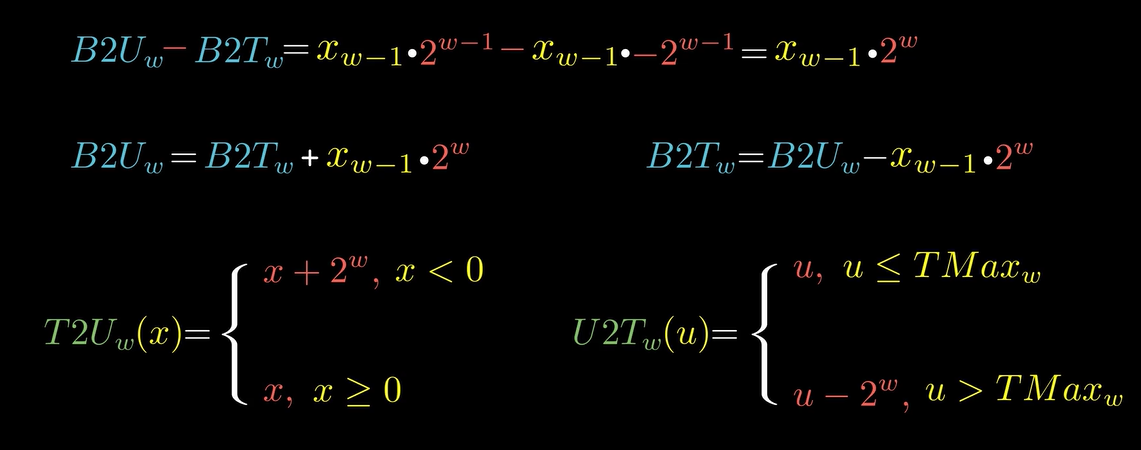 B2U_w − B2T_w = x_{w−1} • 2^{w−1} − x_{w−1} • −2^{w−1} = x_{w−1} • 2^w
B2U_w = B2T_w + x_{w−1} • 2^w
B2T_w = B2U_w − x_{w−1} • 2^w
T2U_w(x) = {
x + 2^w, x < 0
x, x ≥ 0
U2T_w(u) = {
u, u ≤ TMax_w
u − 2^w, u > TMax_w